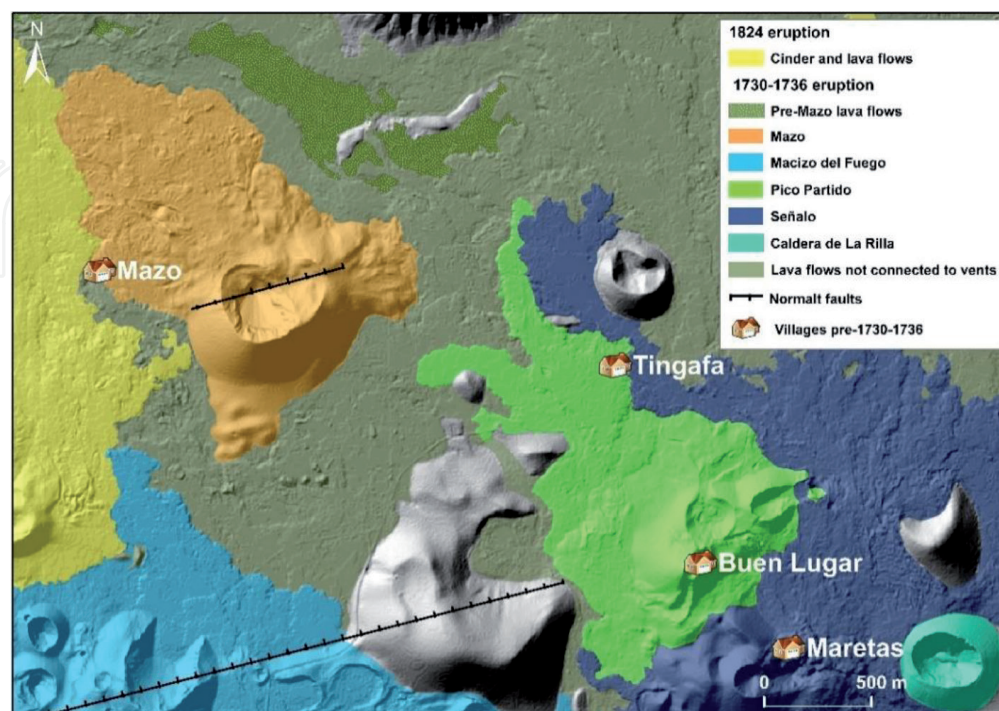 N
1824 eruption
Cinder and lava flows
1730-1736 eruption
Pre-Mazo lava flows
Mazo
Macizo del Fuego
Pico Partido
Señalo
Caldera de La Rilla
Lava flows not connected to vents
Normalt faults
Villages pre-1730-1736
Mazo
Tingafa
Buen Lugar
Maretas
0 500 m